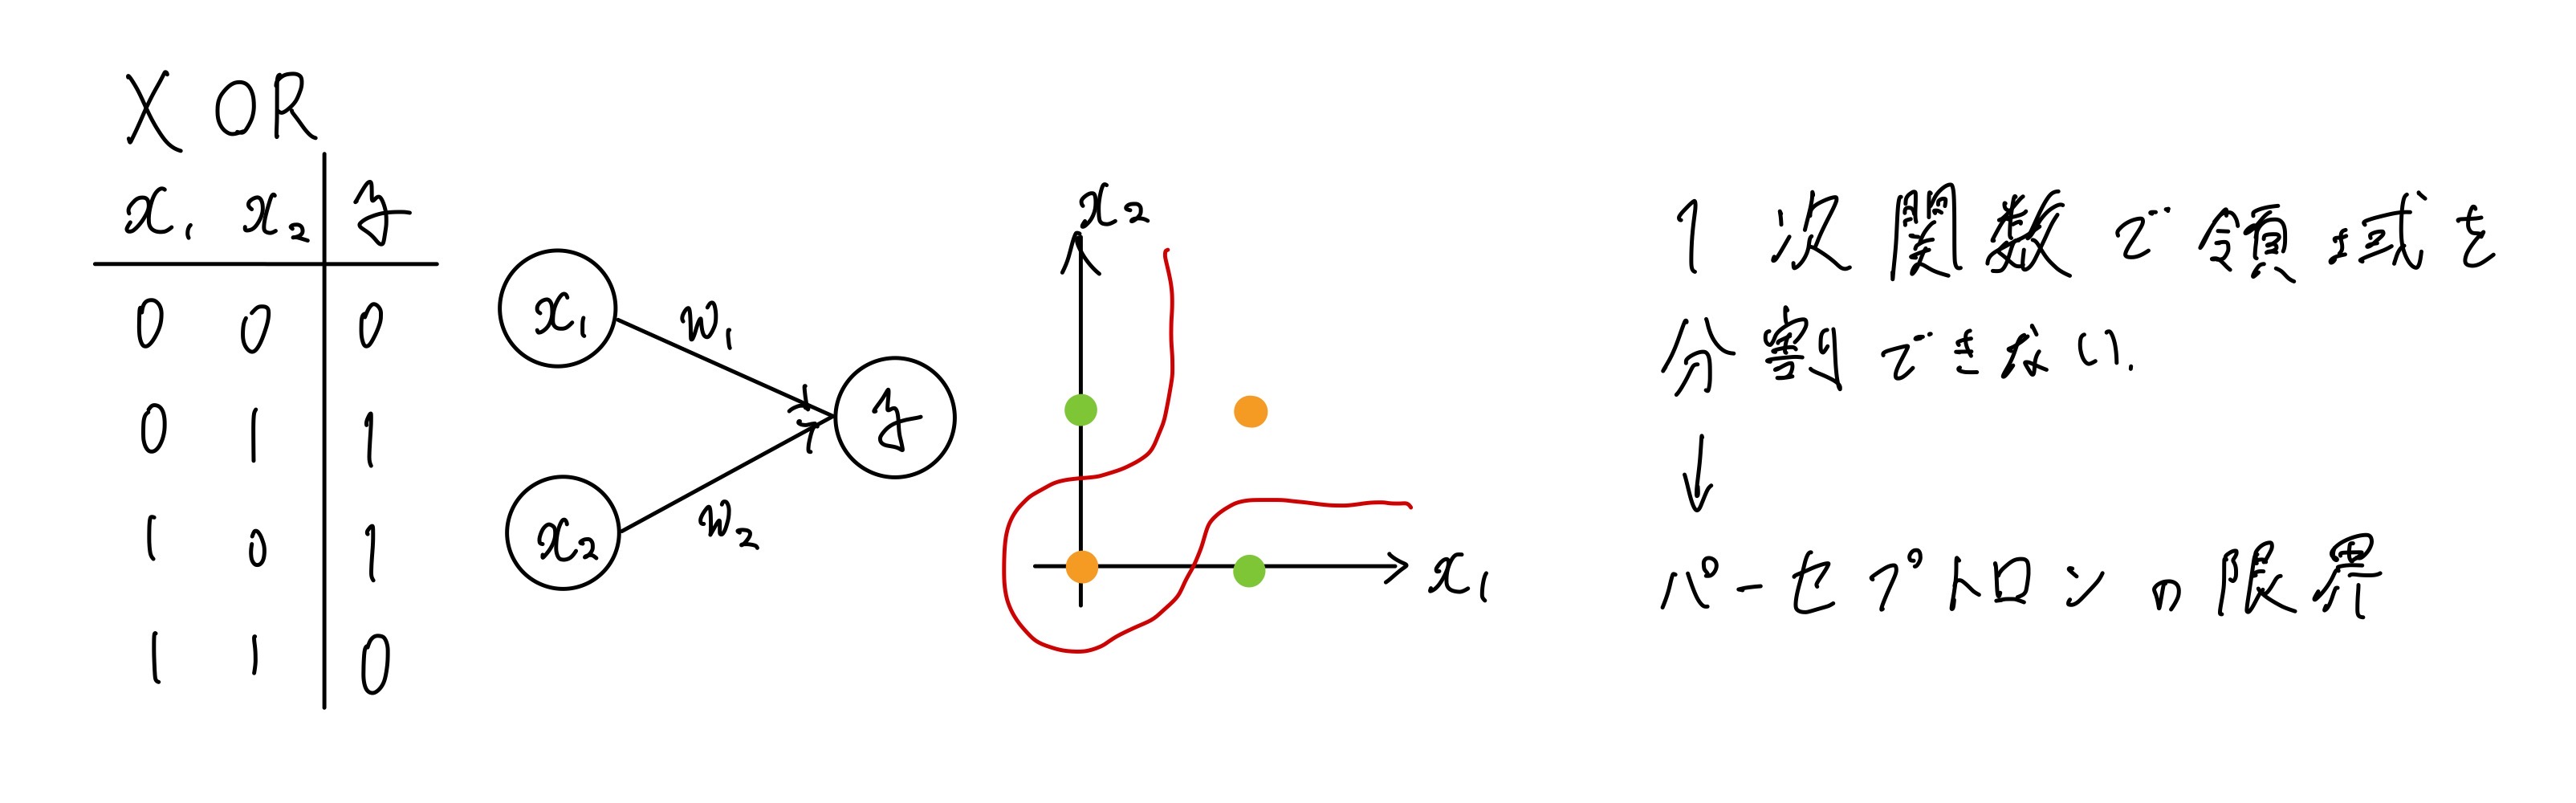 XOR
x₁ x₂ y
0 0 0
0 1 1
1 0 1
1 1 0
x₁
w₁
y
x₂
w₂
x₂
x₁
1次関数で領域を
分割できない.
↓
パーセプトロンの限界